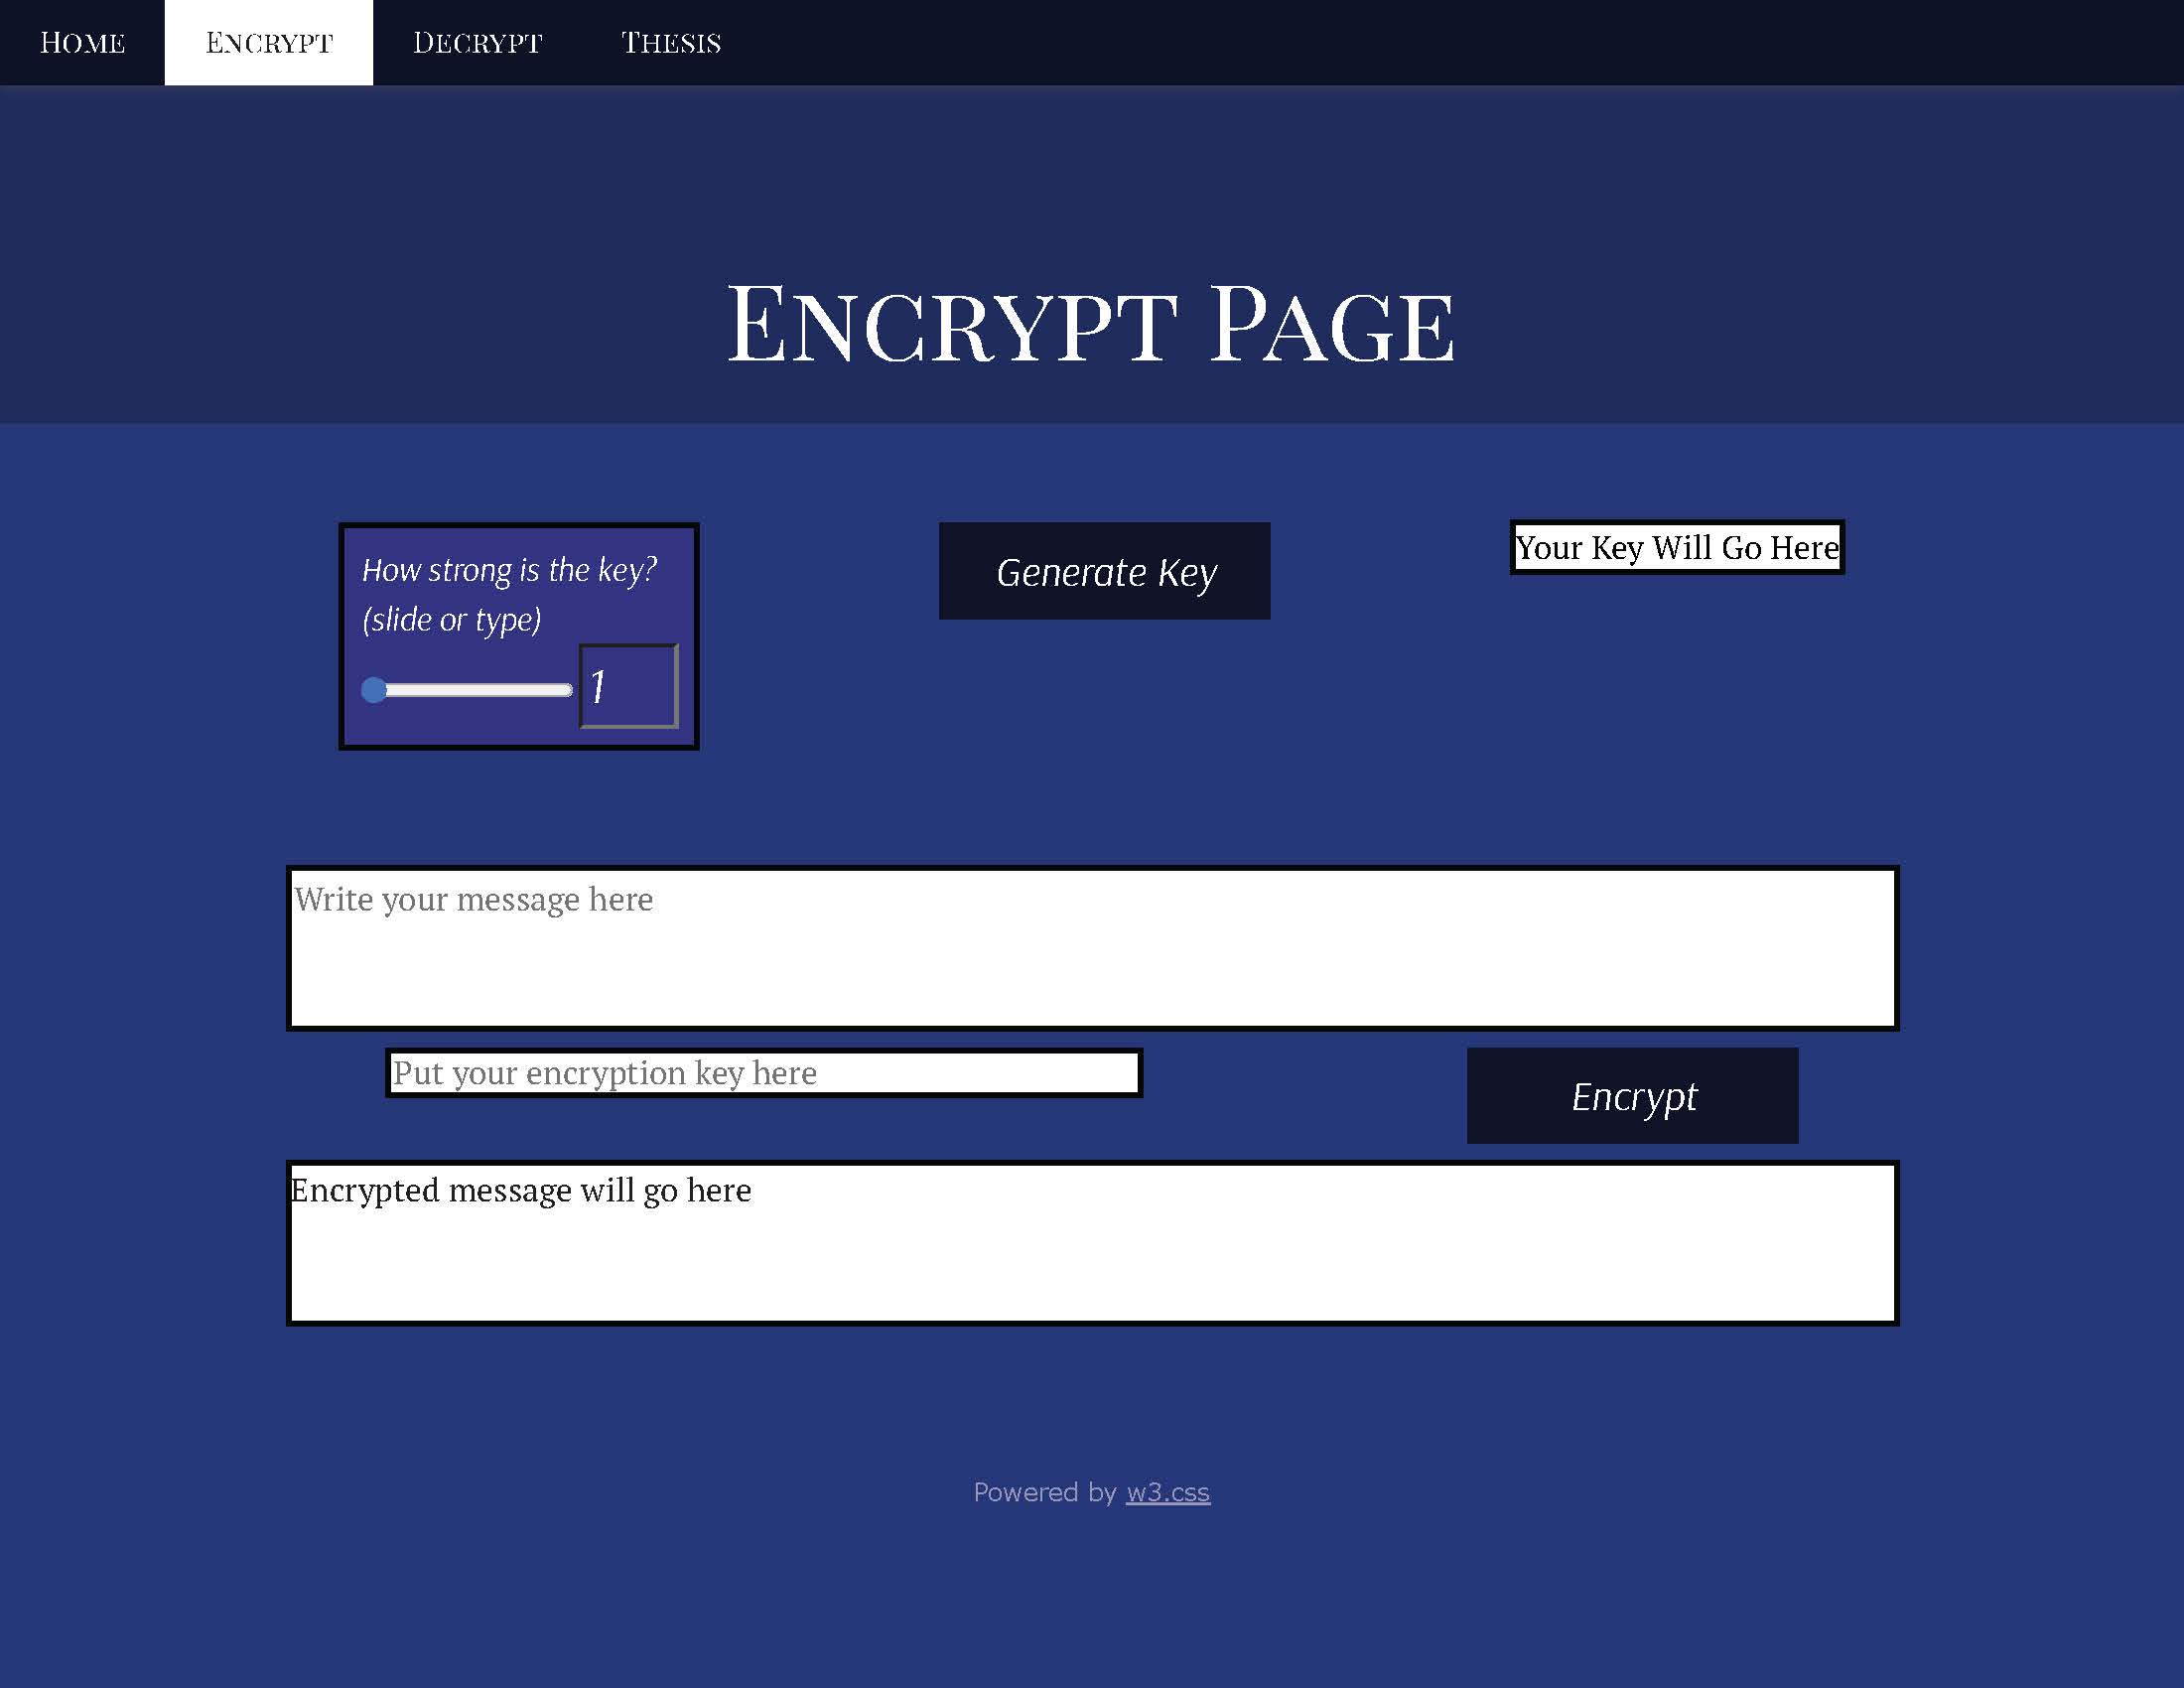 Home Encrypt Decrypt Thesis
Encrypt Page
How strong is the key?
(slide or type)
1
Generate Key
Your Key Will Go Here
Write your message here
Put your encryption key here
Encrypt
Encrypted message will go here
Powered by w3.css